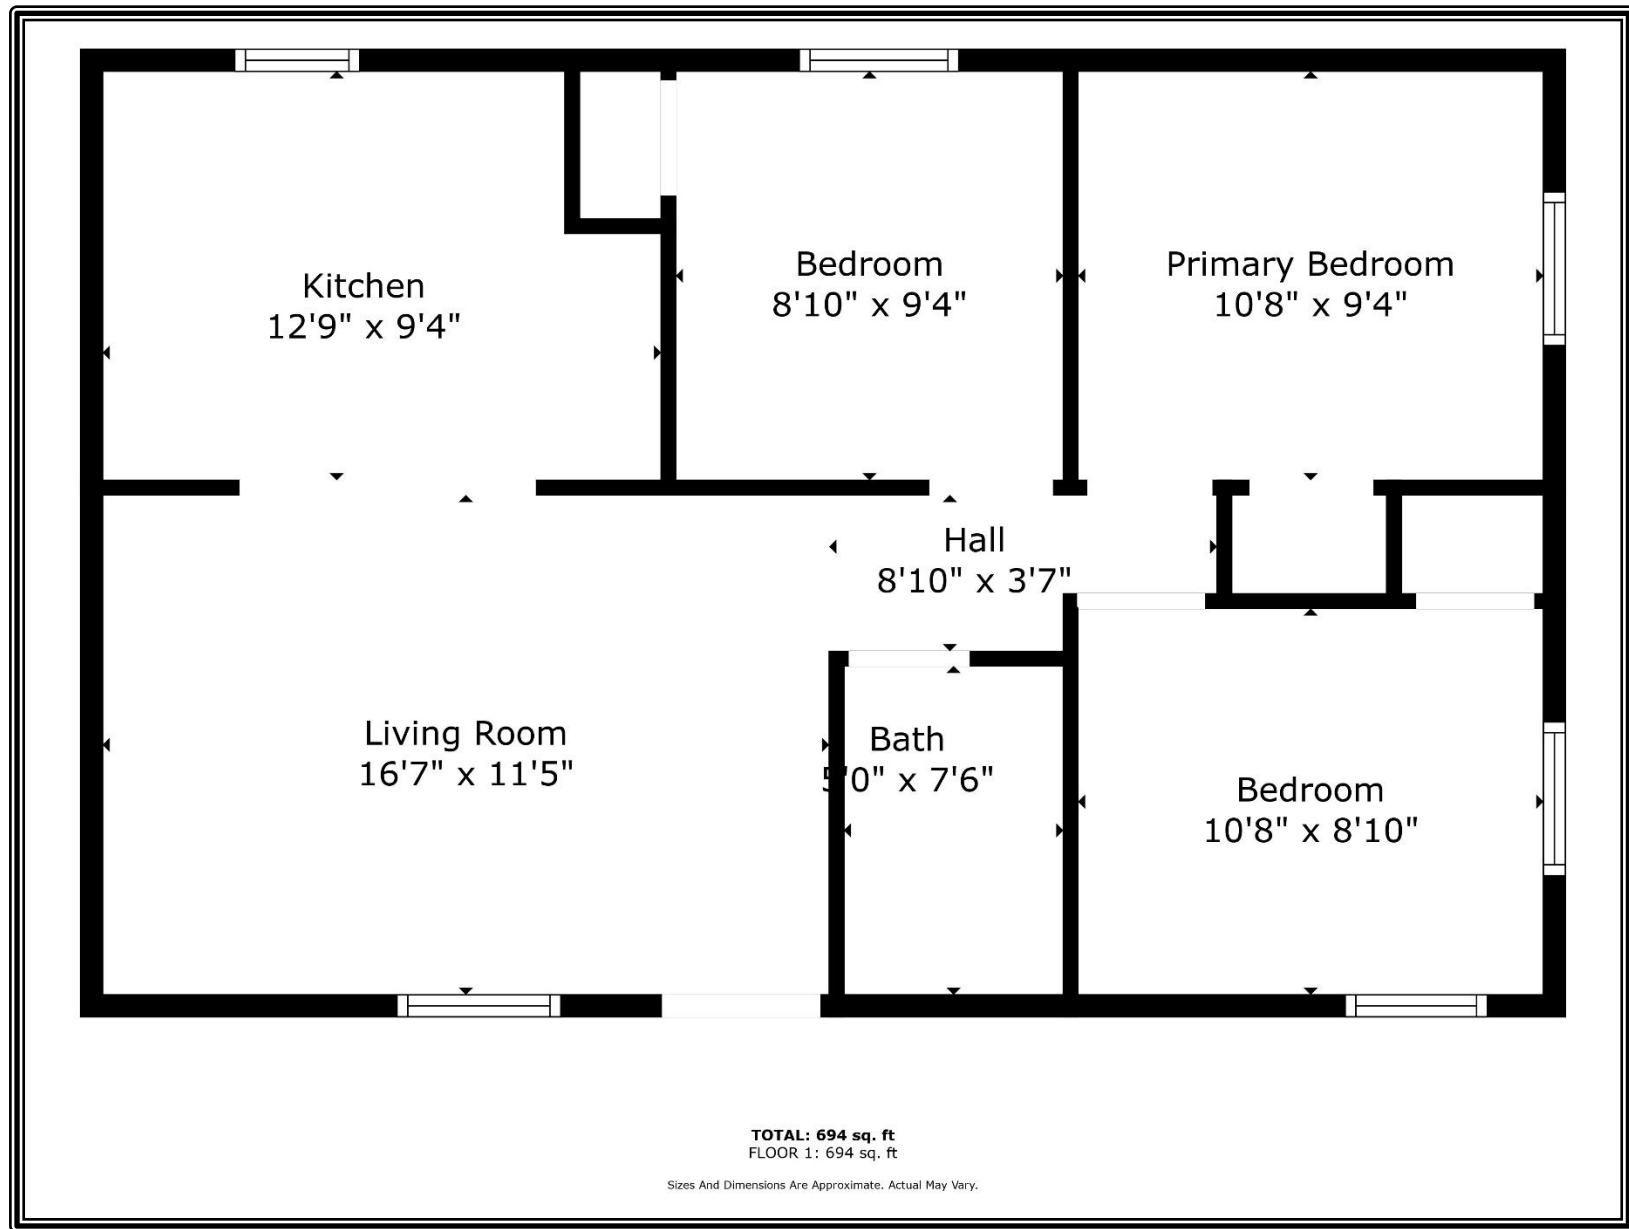 Kitchen
12'9" x 9'4"
Bedroom
8'10" x 9'4"
Primary Bedroom
10'8" x 9'4"
Hall
8'10" x 3'7"
Living Room
16'7" x 11'5"
Bath
5'0" x 7'6"
Bedroom
10'8" x 8'10"
TOTAL: 694 sq. ft
FLOOR 1: 694 sq. ft
Sizes And Dimensions Are Approximate. Actual May Vary.